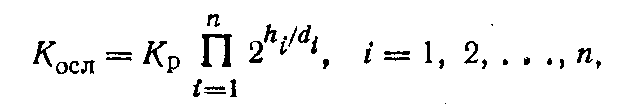 K_осл = K_р ∏_{i=1}^{n} 2^{h_i/d_i}, i = 1, 2, . . ., n,